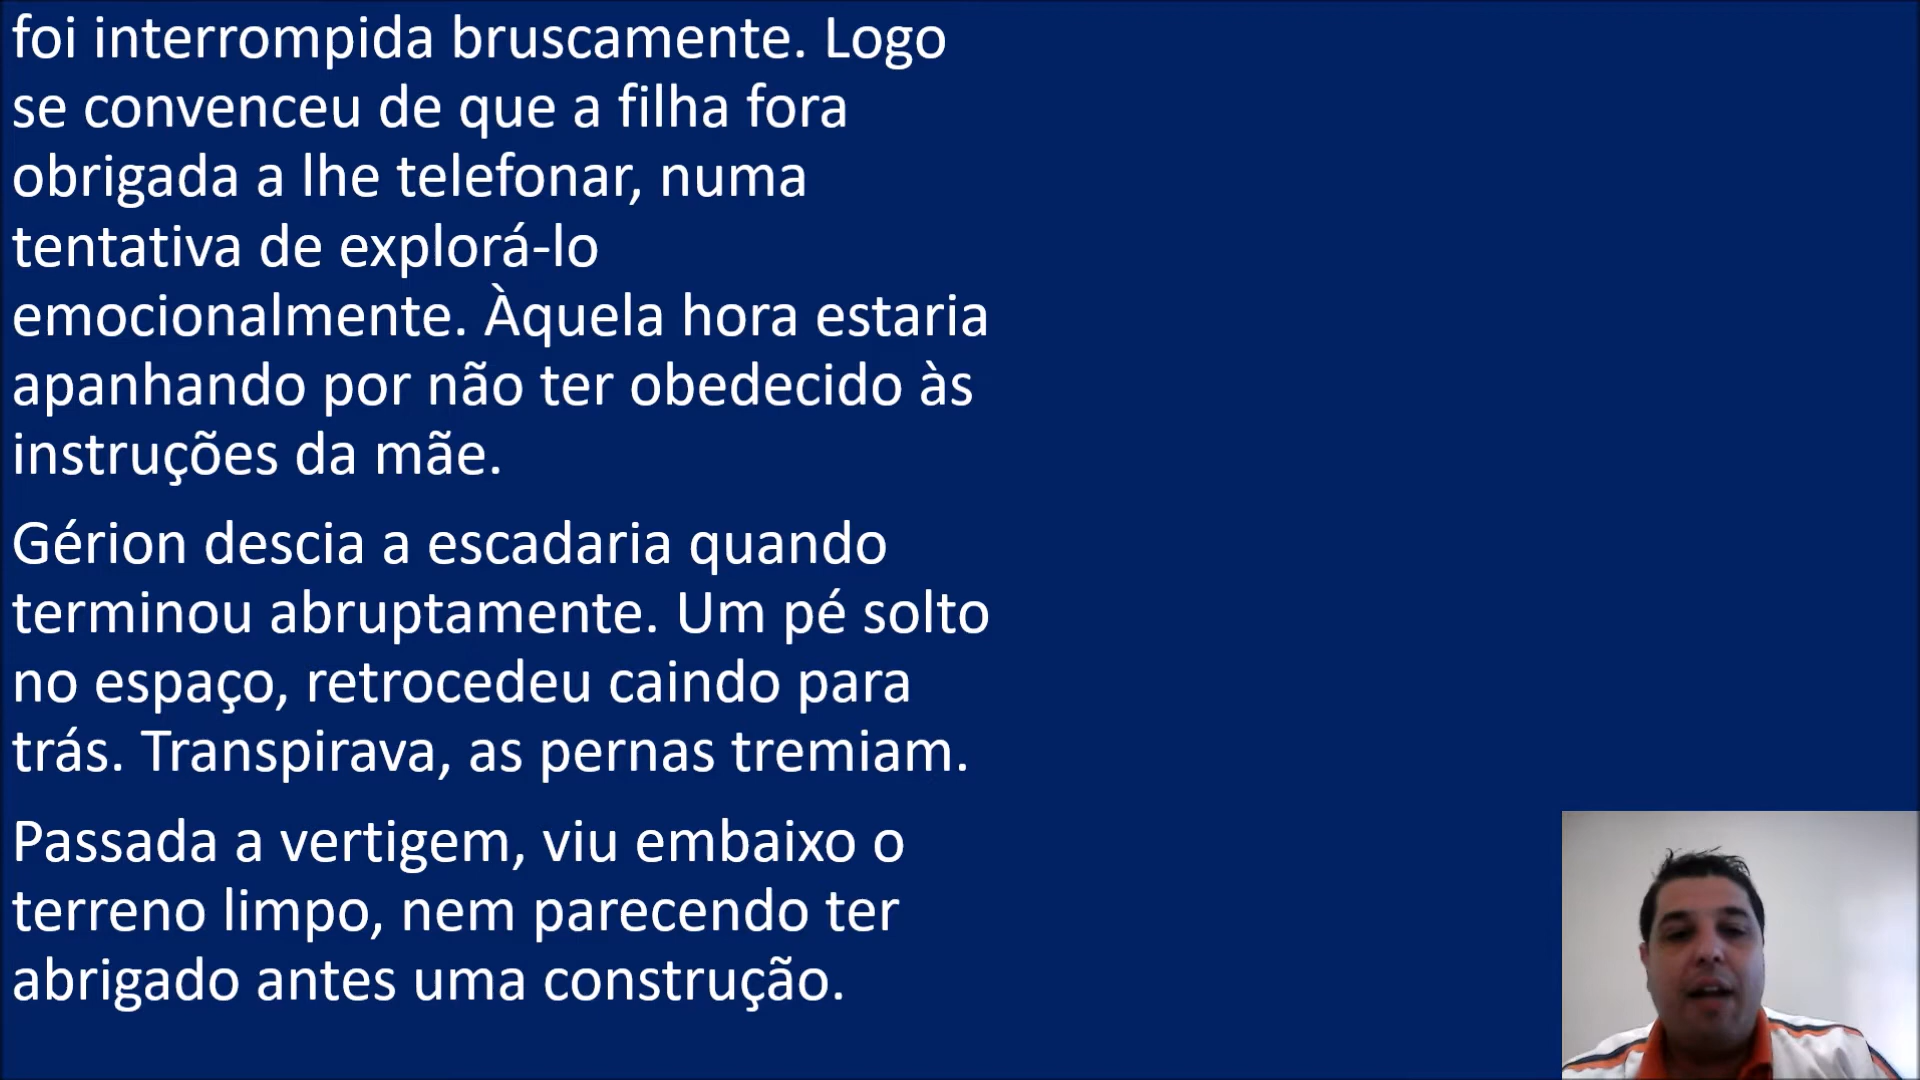 foi interrompida bruscamente. Logo
se convenceu de que a filha fora
obrigada a lhe telefonar, numa
tentativa de explorá-lo
emocionalmente. Àquela hora estaria
apanhando por não ter obedecido às
instruções da mãe.
Gérion descia a escadaria quando
terminou abruptamente. Um pé solto
no espaço, retrocedeu caindo para
trás. Transpirava, as pernas tremiam.
Passada a vertigem, viu embaixo o
terreno limpo, nem parecendo ter
abrigado antes uma construção.